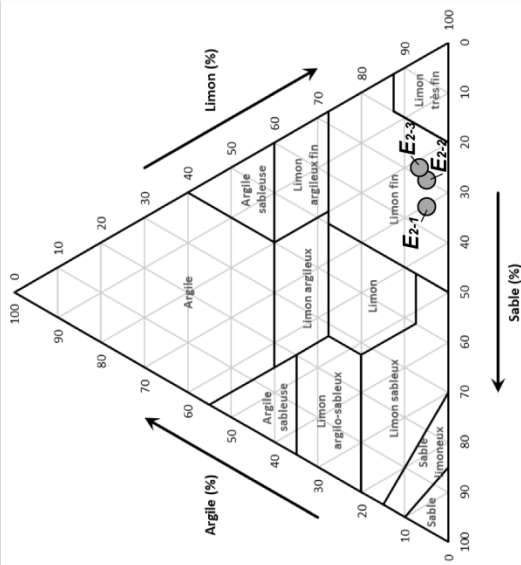 100
0
90
10
80
20
70
30
60
40
50
50
40
60
30
70
20
80
10
90
0
100
Argile (%)
Limon (%)
Argile
Argile
sableuse
Argile
sableuse
Limon
argilo-sableux
Limon argileux
Limon
argileux fin
Limon sableux
Limon
Limon fin
Limon
très fin
Sable
limoneux
Sable
E2-1
E2-3
E2-2
100
90
80
70
60
50
40
30
20
10
0
Sable (%)